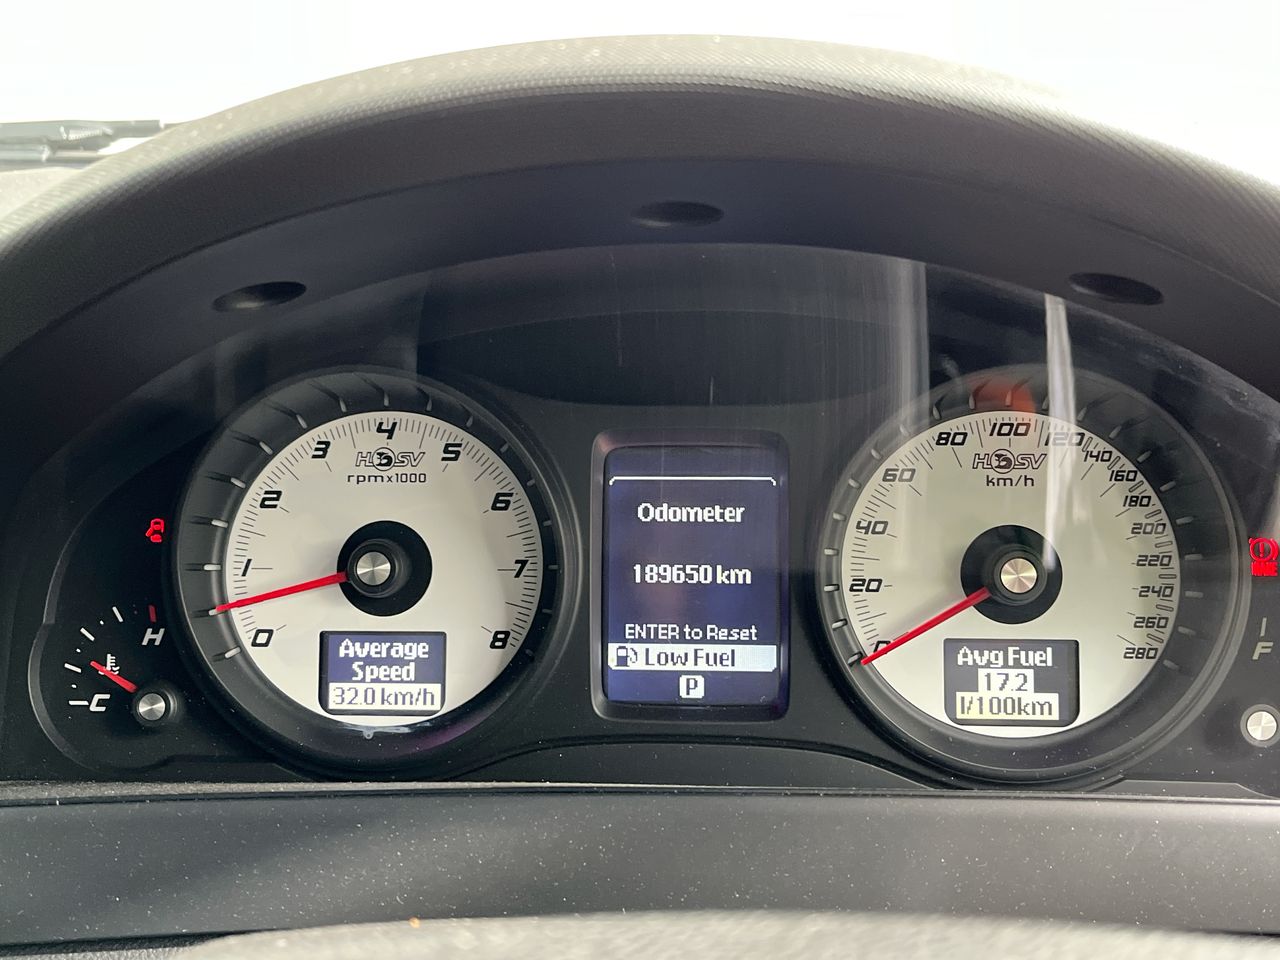 0
1
2
3
4
5
6
7
8
HSV
rpmx1000
Average
Speed
32.0 km/h
H
C
Odometer
189650 km
ENTER to Reset
Low Fuel
P
0
20
40
60
80
100
120
140
160
180
200
220
240
260
280
HSV
km/h
Avg Fuel
17.2
l/100km
F